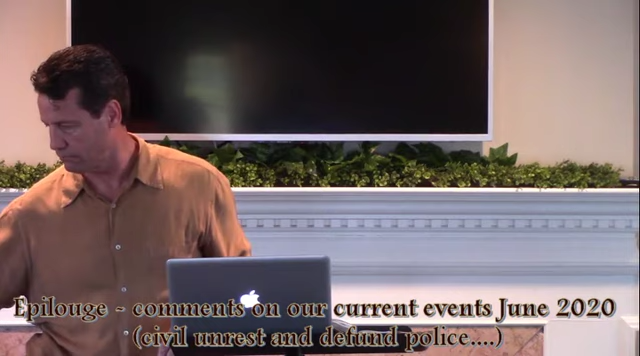 Epilouge - comments on our current events June 2020
(civil unrest and defund police....)